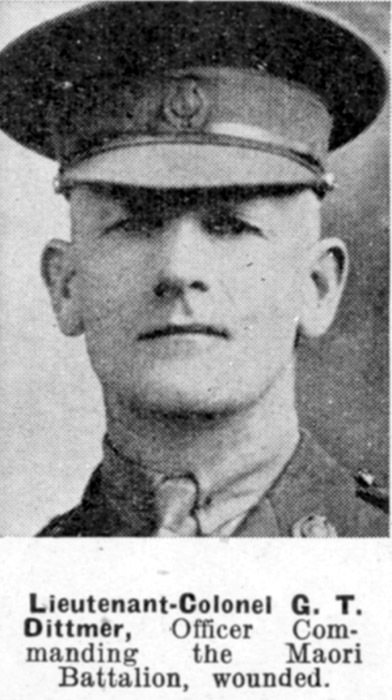 Lieutenant-Colonel G. T.
Dittmer, Officer Com-
manding the Maori
Battalion, wounded.